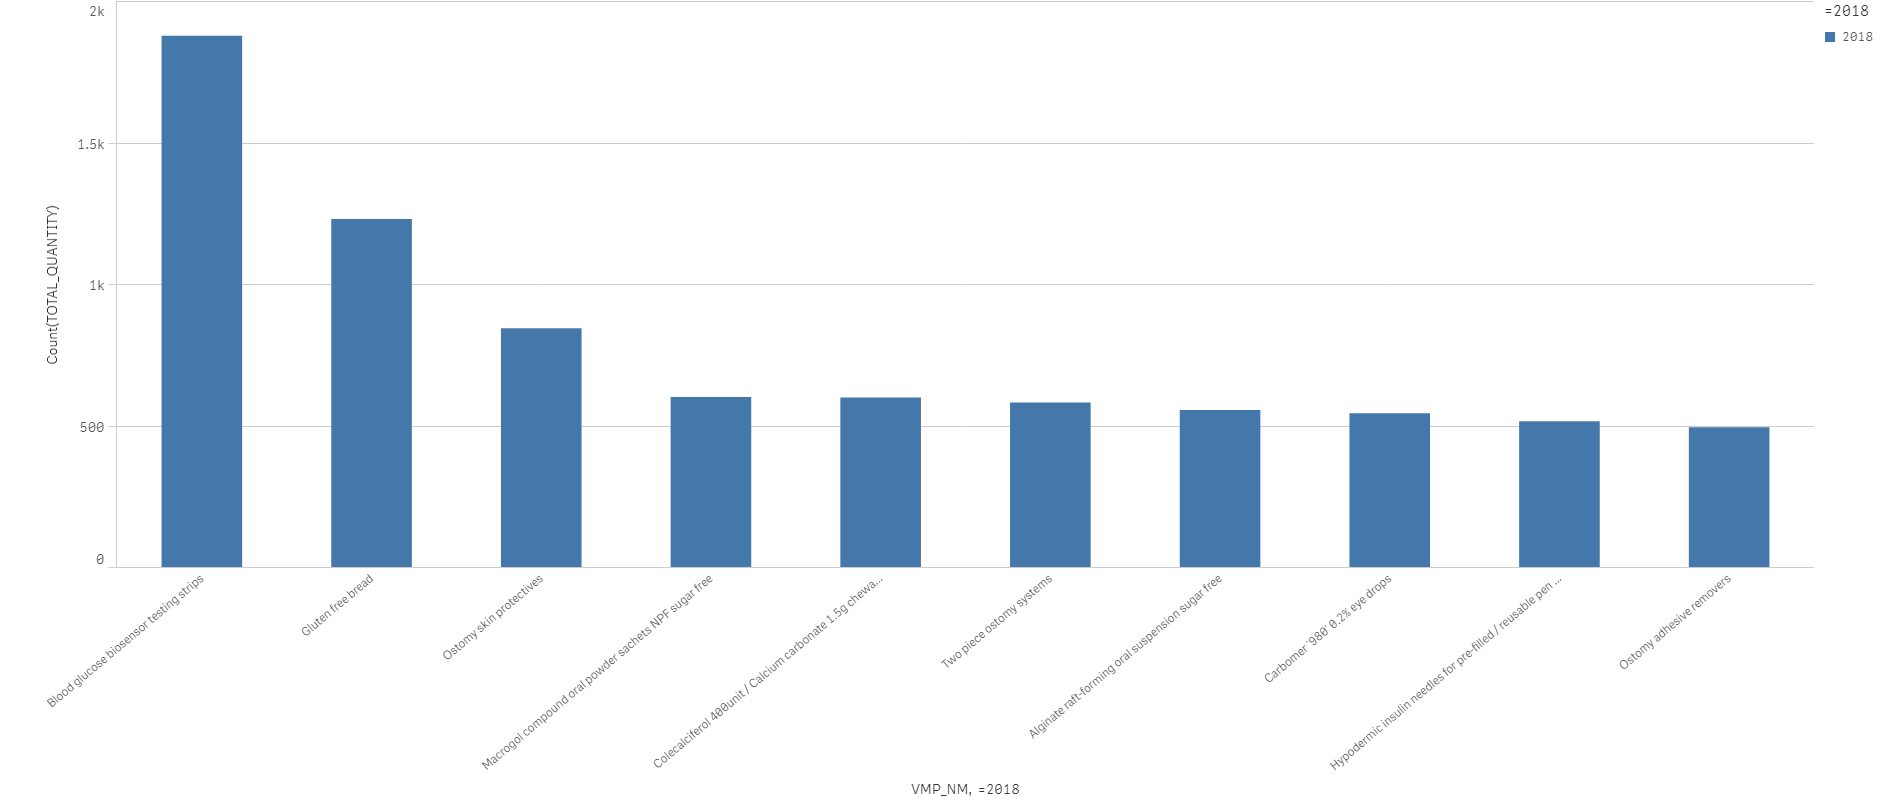 2k
1.5k
1k
500
0
Count(TOTAL_QUANTITY)
Blood glucose biosensor testing strips
Gluten free bread
Ostomy skin protectives
Macrogol compound oral powder sachets NPF sugar free
Colecalciferol 400unit / Calcium carbonate 1.5g chewa...
Two piece ostomy systems
Alginate raft-forming oral suspension sugar free
Carbomer '980' 0.2% eye drops
Hypodermic insulin needles for pre-filled / reusable pen ...
Ostomy adhesive removers
VMP_NM, =2018
=2018
2018